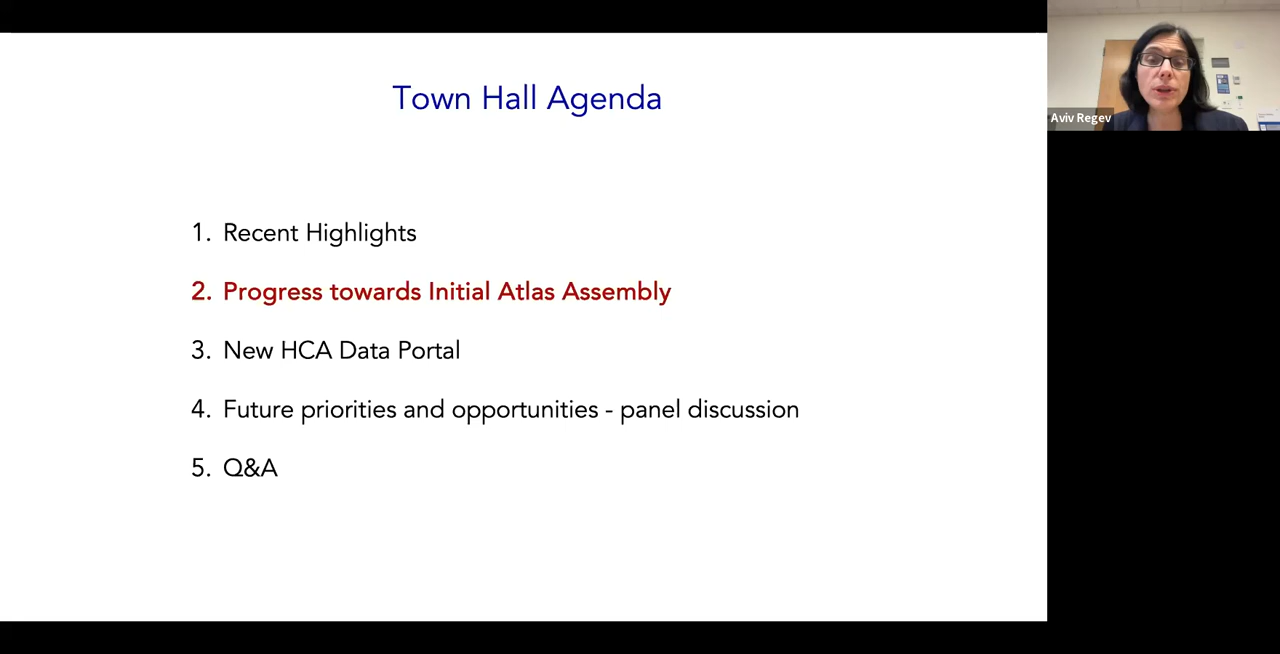 Town Hall Agenda
1. Recent Highlights
2. Progress towards Initial Atlas Assembly
3. New HCA Data Portal
4. Future priorities and opportunities - panel discussion
5. Q&A
Aviv Regev